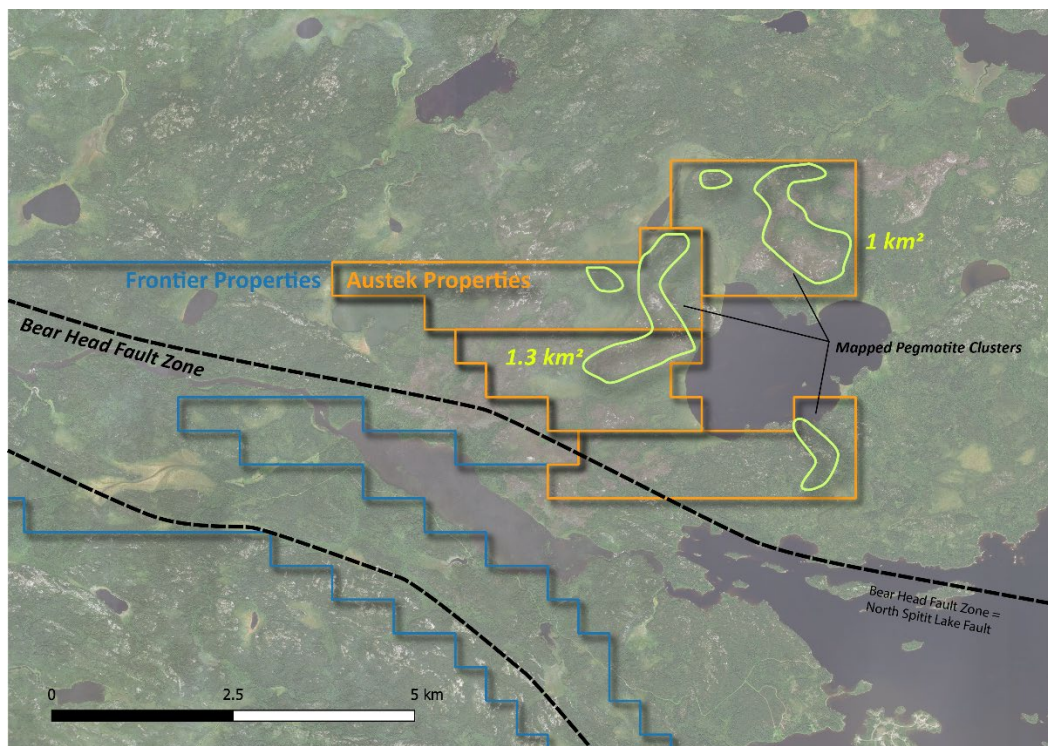 1 km²
Frontier Properties
Austek Properties
Bear Head Fault Zone
1.3 km²
Mapped Pegmatite Clusters
Bear Head Fault Zone =
North Spitit Lake Fault
0
2.5
5 km